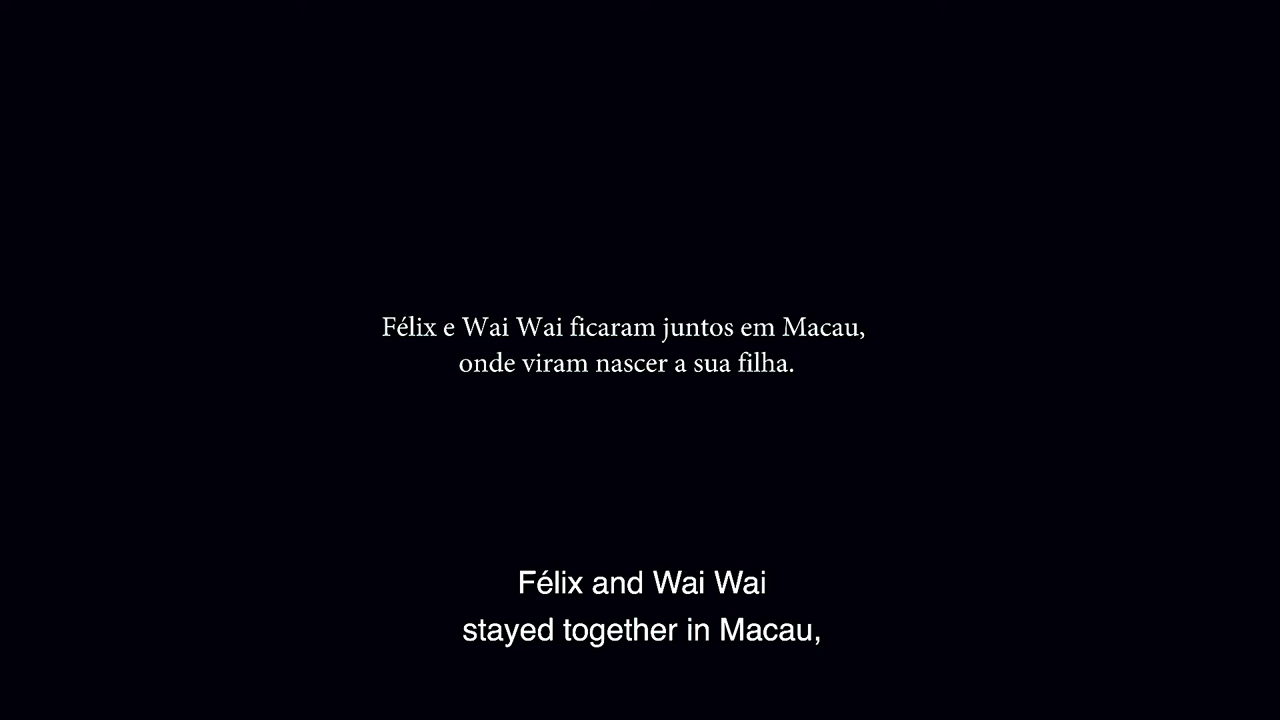 Félix e Wai Wai ficaram juntos em Macau,
onde viram nascer a sua filha.
Félix and Wai Wai
stayed together in Macau,